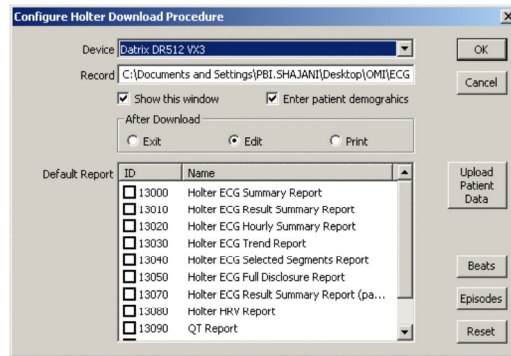 Configure Holter Download Procedure
Device Datrix DR512 VX3
OK
Record C:\Documents and Settings\PBI.SHAJANI\Desktop\OMI\ECG
Cancel
Show this window Enter patient demograhics
After Download
Exit Edit Print
Default Report ID Name
Upload
Patient
Data
13000 Holter ECG Summary Report
13010 Holter ECG Result Summary Report
13020 Holter ECG Hourly Summary Report
13030 Holter ECG Trend Report
13040 Holter ECG Selected Segments Report
13050 Holter ECG Full Disclosure Report
13070 Holter ECG Result Summary Report (pa...
13080 Holter HRV Report
13090 QT Report
Beats
Episodes
Reset